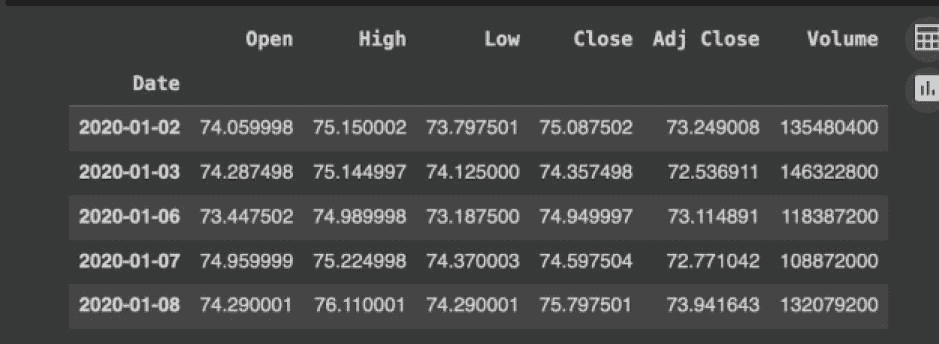 Open High Low Close Adj Close Volume
Date
2020-01-02 74.059998 75.150002 73.797501 75.087502 73.249008 135480400
2020-01-03 74.287498 75.144997 74.125000 74.357498 72.536911 146322800
2020-01-06 73.447502 74.989998 73.187500 74.949997 73.114891 118387200
2020-01-07 74.959999 75.224998 74.370003 74.597504 72.771042 108872000
2020-01-08 74.290001 76.110001 74.290001 75.797501 73.941643 132079200